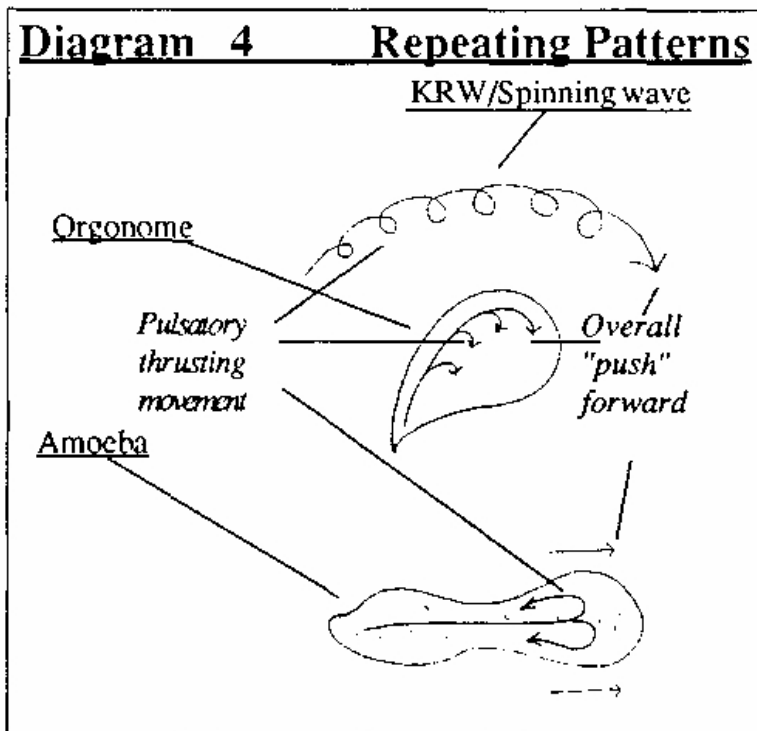 Diagram 4 Repeating Patterns
KRW/Spinning wave
Orgonome
Pulsatory
thrusting
movement
Overall
"push"
forward
Amoeba